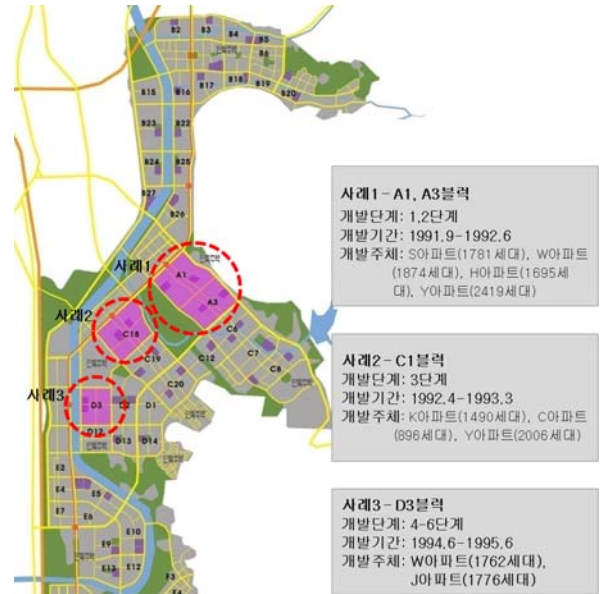 B2
B3
B4
B5
B6
B15
B16
B17
B18
B19
B20
B23
B22
B24
B25
B27
B26
사례1
A1
A3
사례2
C18
C19
C6
C7
C8
C12
C20
사례3
D3
D2
D1
D12
D13
D14
E2
E4
E5
E7
E6
E10
E9
E13
E12
F3
사례1-A1, A3블럭
개발단계: 1,2단계
개발기간: 1991.9-1992.6
개발주체: S아파트(1781세대), W아파트
(1874세대), H아파트(1695세
대), Y아파트(2419세대)
사례2-C1블럭
개발단계: 3단계
개발기간: 1992.4-1993.3
개발주체: K아파트(1490세대), C아파트
(896세대), Y아파트(2006세대)
사례3-D3블럭
개발단계: 4-6단계
개발기간: 1994.6-1995.6
개발주체: W아파트(1762세대),
J아파트(1776세대)